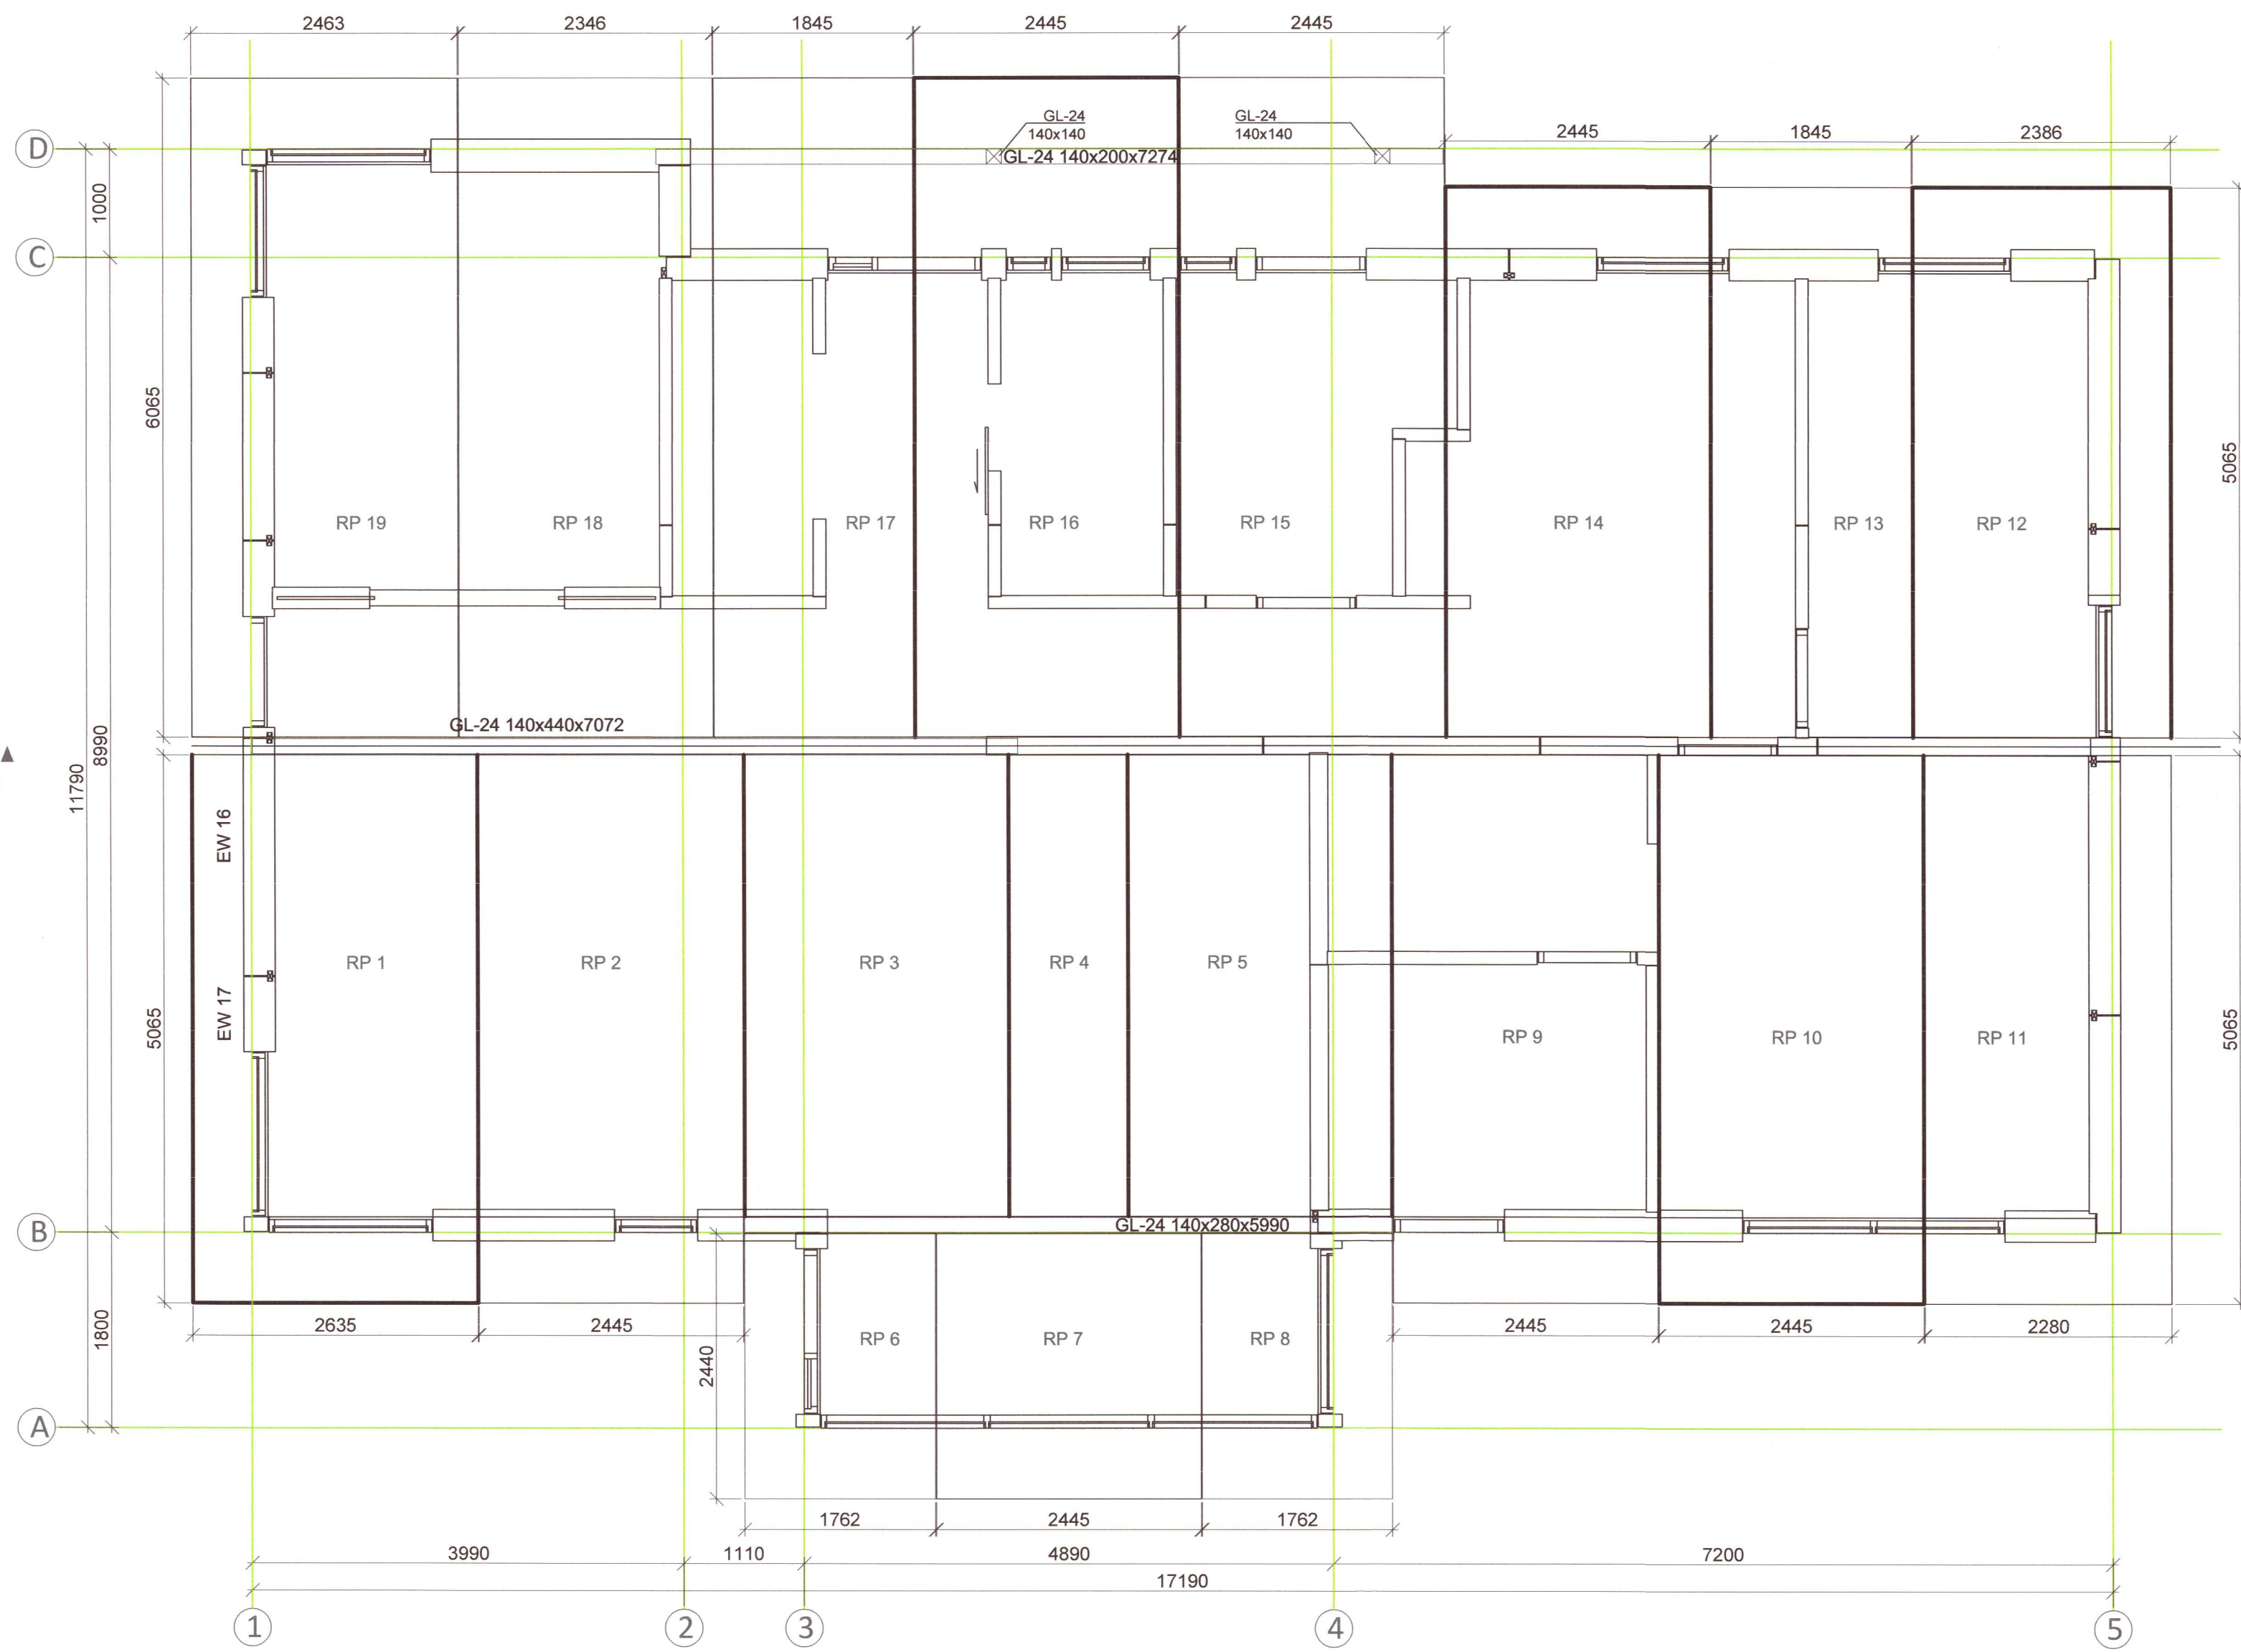 2463 2346 1845 2445 2445
GL-24 GL-24
140x140 140x140
2445 1845 2386
D
GL-24 140x200x7274
1000
C
6065
5065
RP 19 RP 18 RP 17 RP 16 RP 15 RP 14 RP 13 RP 12
GL-24 140x440x7072
8990
11790
EW 16
RP 1 RP 2 RP 3 RP 4 RP 5
EW 17
5065
RP 9 RP 10 RP 11
5065
GL-24 140x280x5990
B
2635 2445
1800
2440
RP 6 RP 7 RP 8
2445 2445 2280
A
1762 2445 1762
3990 1110 4890 7200
17190
1 2 3 4 5